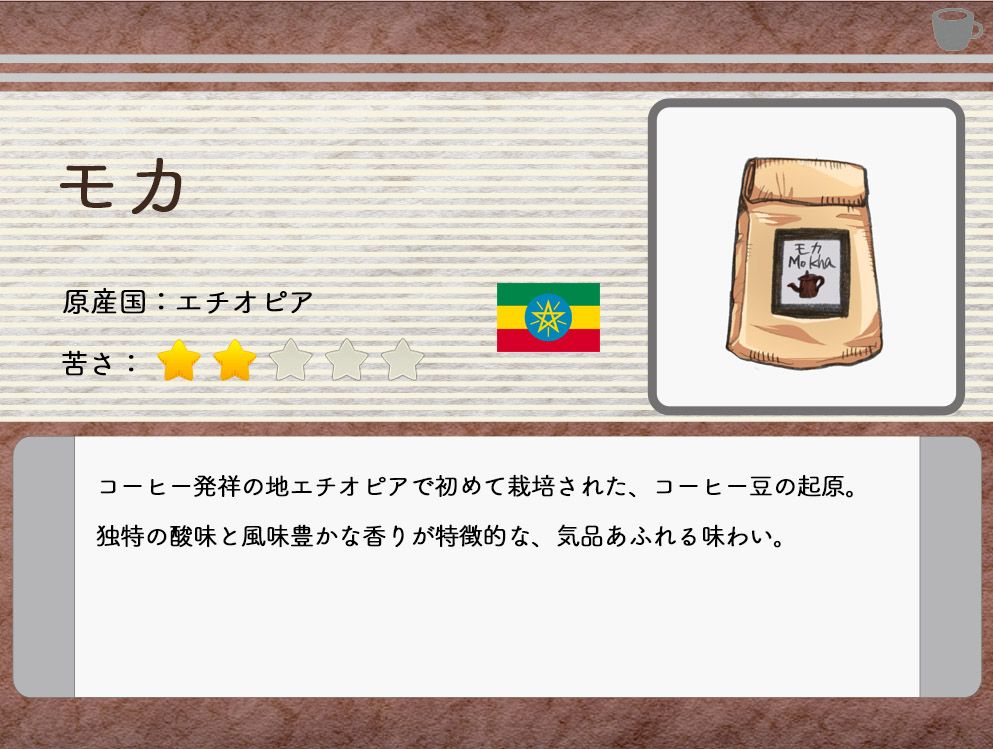 モカ
原産国：エチオピア
苦さ：
モカ
Mokha
コーヒー発祥の地エチオピアで初めて栽培された、コーヒー豆の起原。
独特の酸味と風味豊かな香りが特徴的な、気品あふれる味わい。